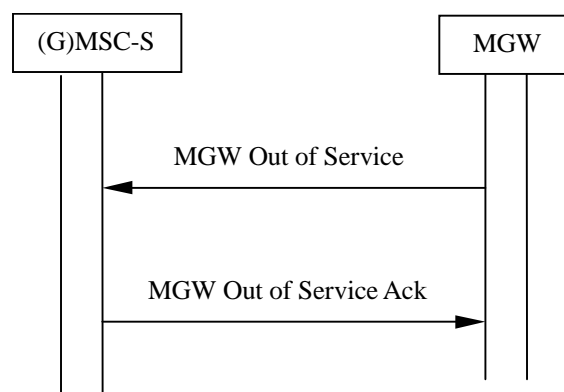 (G)MSC-S
MGW
MGW Out of Service
MGW Out of Service Ack